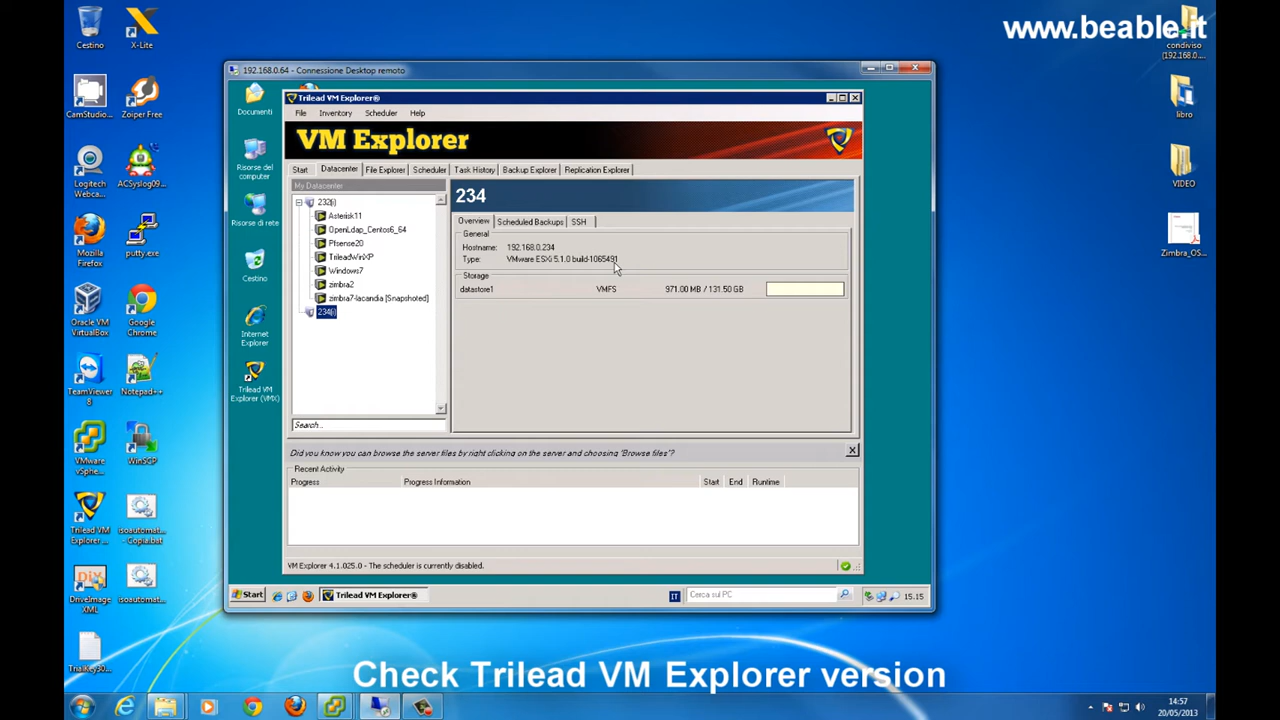 www.beable.it
Cestino
X-Lite
CamStudio...
Zoiper Free
Logitech Webca...
ACSyslog09...
Mozilla Firefox
putty.exe
Oracle VM VirtualBox
Google Chrome
TeamViewer 8
Notepad++
VMware vSphe...
WinSCP
Trilead VM Explorer ...
isoautomat... - Copia.bat
DriveImage XML
isoautomat...
TrialKey30...
condiviso (192.168.0....
libro
VIDEO
Zimbra_OS...
192.168.0.64 - Connessione Desktop remoto
Documenti
Risorse del computer
Risorse di rete
Cestino
Internet Explorer
Trilead VM Explorer (VMX)
Trilead VM Explorer®
File Inventory Scheduler Help
VM Explorer
Start Datacenter File Explorer Scheduler Task History Backup Explorer Replication Explorer
My Datacenter
232(i)
Asterisk11
OpenLdap_Centos6_64
Pfsense20
TrileadWinXP
Windows7
zimbra2
zimbra7-lacandia [Snapshoted]
234(i)
Search...
234
Overview Scheduled Backups SSH
General
Hostname: 192.168.0.234
Type: VMware ESXi 5.1.0 build-1065491
Storage
datastore1 VMFS 971.00 MB / 131.50 GB
Did you know you can browse the server files by right clicking on the server and choosing 'Browse files'?
Recent Activity
Progress Progress Information Start End Runtime
VM Explorer 4.1.025.0 - The scheduler is currently disabled.
Start Trilead VM Explorer® IT Cerca sul PC 15.15
Check Trilead VM Explorer version
14:57
20/05/2013